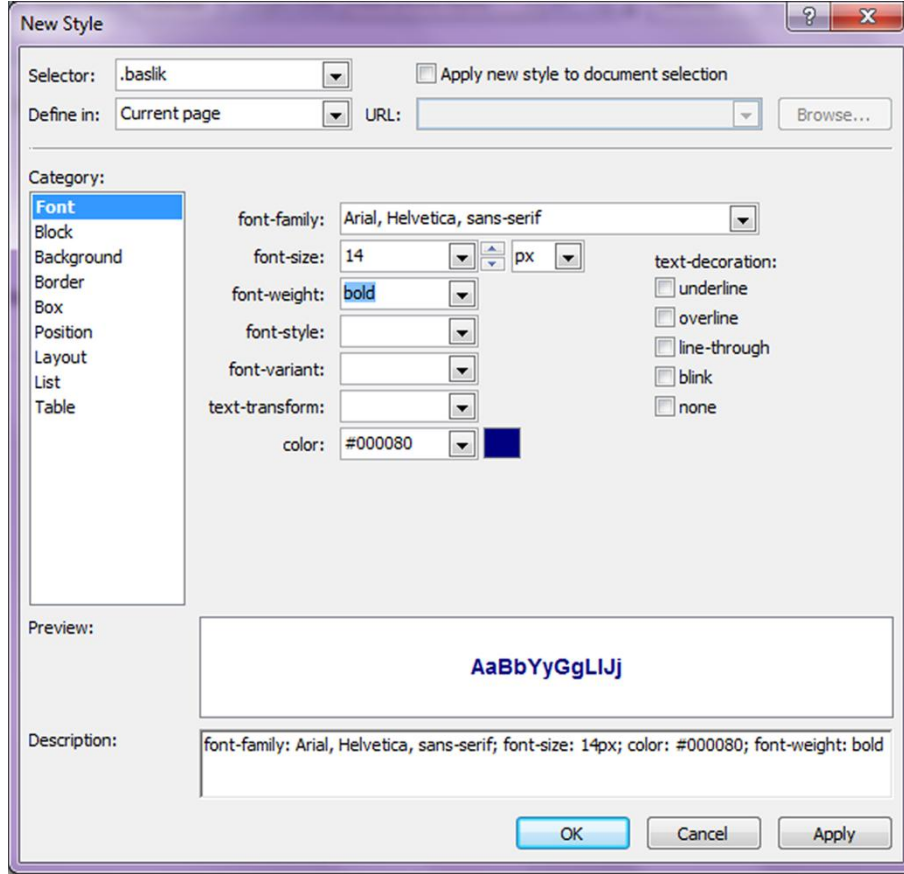 New Style
Selector: .baslik Apply new style to document selection
Define in: Current page URL: Browse...
Category:
Font
Block
Background
Border
Box
Position
Layout
List
Table
font-family: Arial, Helvetica, sans-serif
font-size: 14 px
font-weight: bold
font-style:
font-variant:
text-transform:
color: #000080
text-decoration:
underline
overline
line-through
blink
none
Preview:
AaBbYyGgLlJj
Description:
font-family: Arial, Helvetica, sans-serif; font-size: 14px; color: #000080; font-weight: bold
OK Cancel Apply